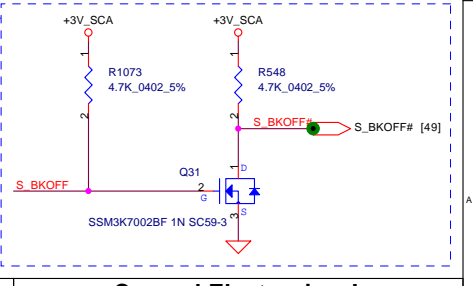 +3V_SCA
+3V_SCA
1
1
R1073
4.7K_0402_5%
R548
4.7K_0402_5%
2
2
S_BKOFF#
S_BKOFF# [49]
Q31
1
D
S_BKOFF
2
G
3
S
SSM3K7002BF 1N SC59-3
A